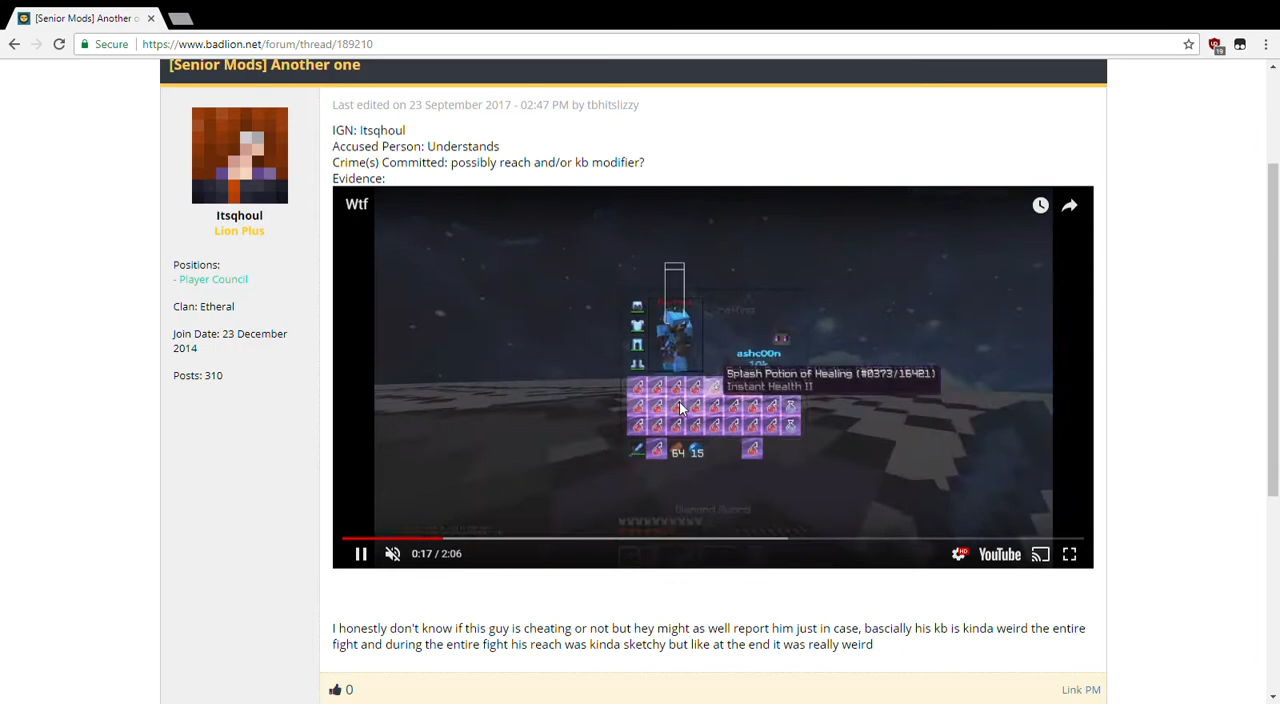 [Senior Mods] Another o
Secure
https://www.badlion.net/forum/thread/189210
19
[Senior Mods] Another one
Last edited on 23 September 2017 - 02:47 PM by tbhitslizzy
IGN: Itsqhoul
Accused Person: Understands
Crime(s) Committed: possibly reach and/or kb modifier?
Evidence:
Itsqhoul
Lion Plus
Positions:
- Player Council
Clan: Etheral
Join Date: 23 December
2014
Posts: 310
Wtf
Crafting
ashc00n
Splash Potion of Healing (#0373/16421)
Instant Health II
64 15
Diamond Sword
0:17 / 2:06
HD
YouTube
I honestly don't know if this guy is cheating or not but hey might as well report him just in case, bascially his kb is kinda weird the entire
fight and during the entire fight his reach was kinda sketchy but like at the end it was really weird
0
Link PM